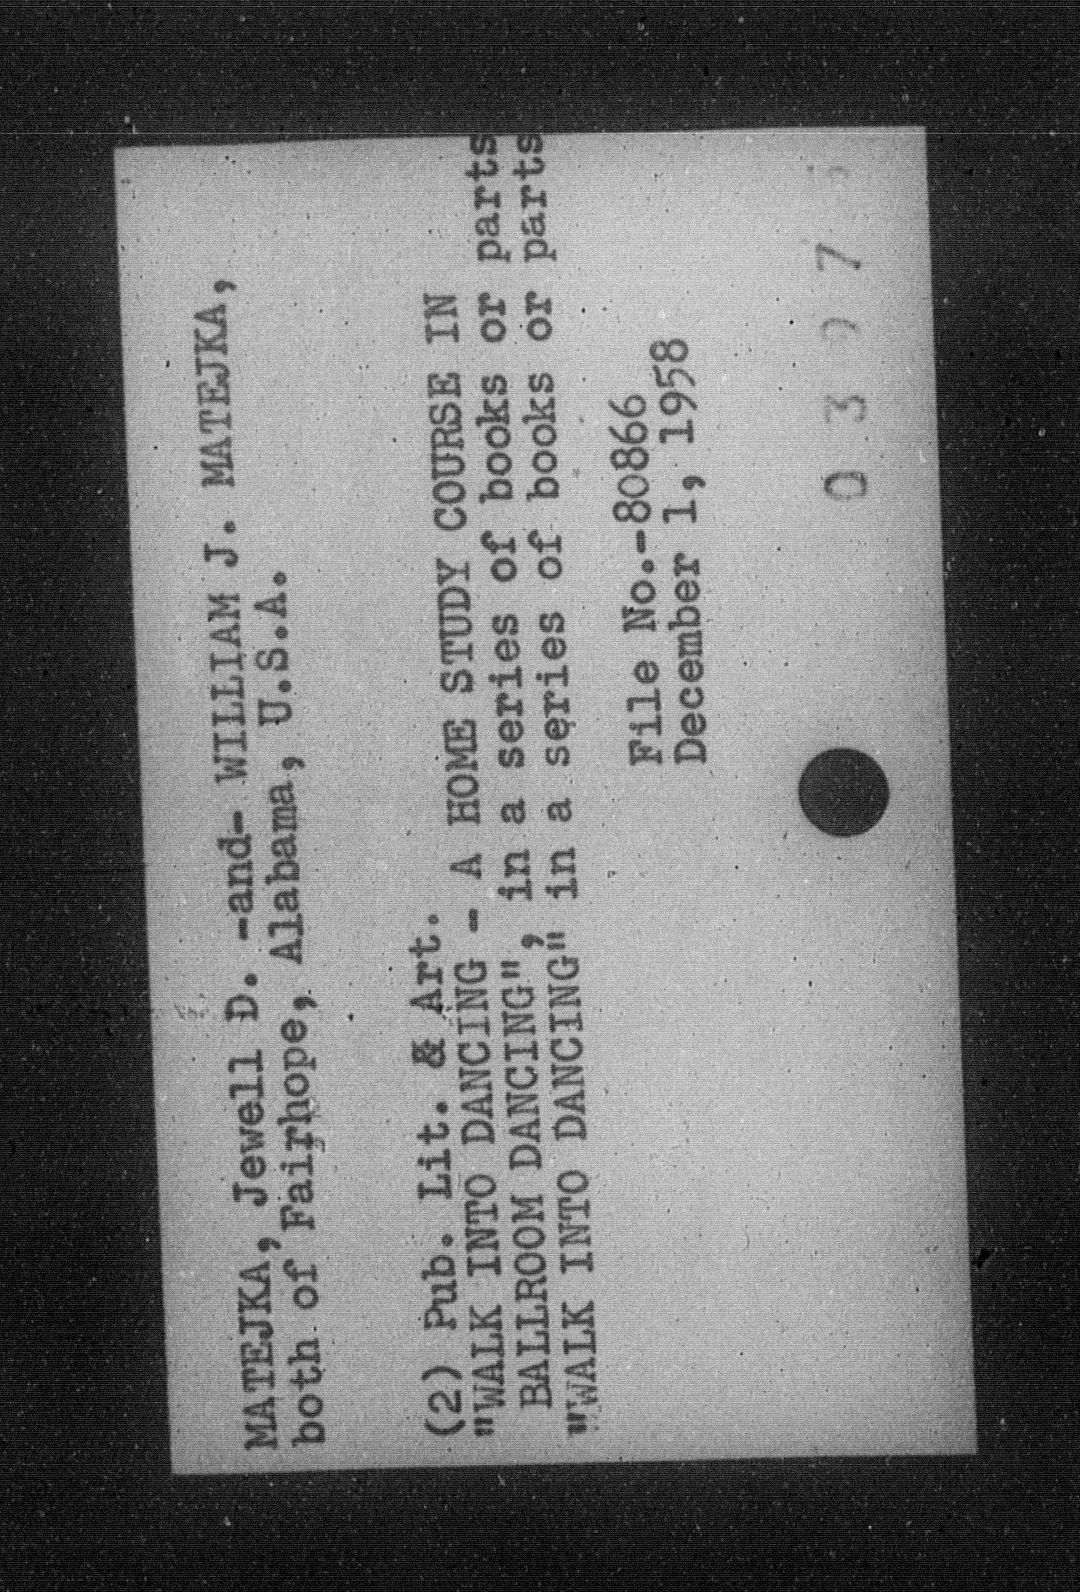 MATEJKA, Jewell D. -and- WILLIAM J. MATEJKA,
both of Fairhope, Alabama, U.S.A.
(2) Pub. Lit. & Art.
"WALK INTO DANCING - A HOME STUDY COURSE IN
BALLROOM DANCING", in a series of books or parts
"WALK INTO DANCING" in a series of books or parts
File No.-80866
December 1, 1958